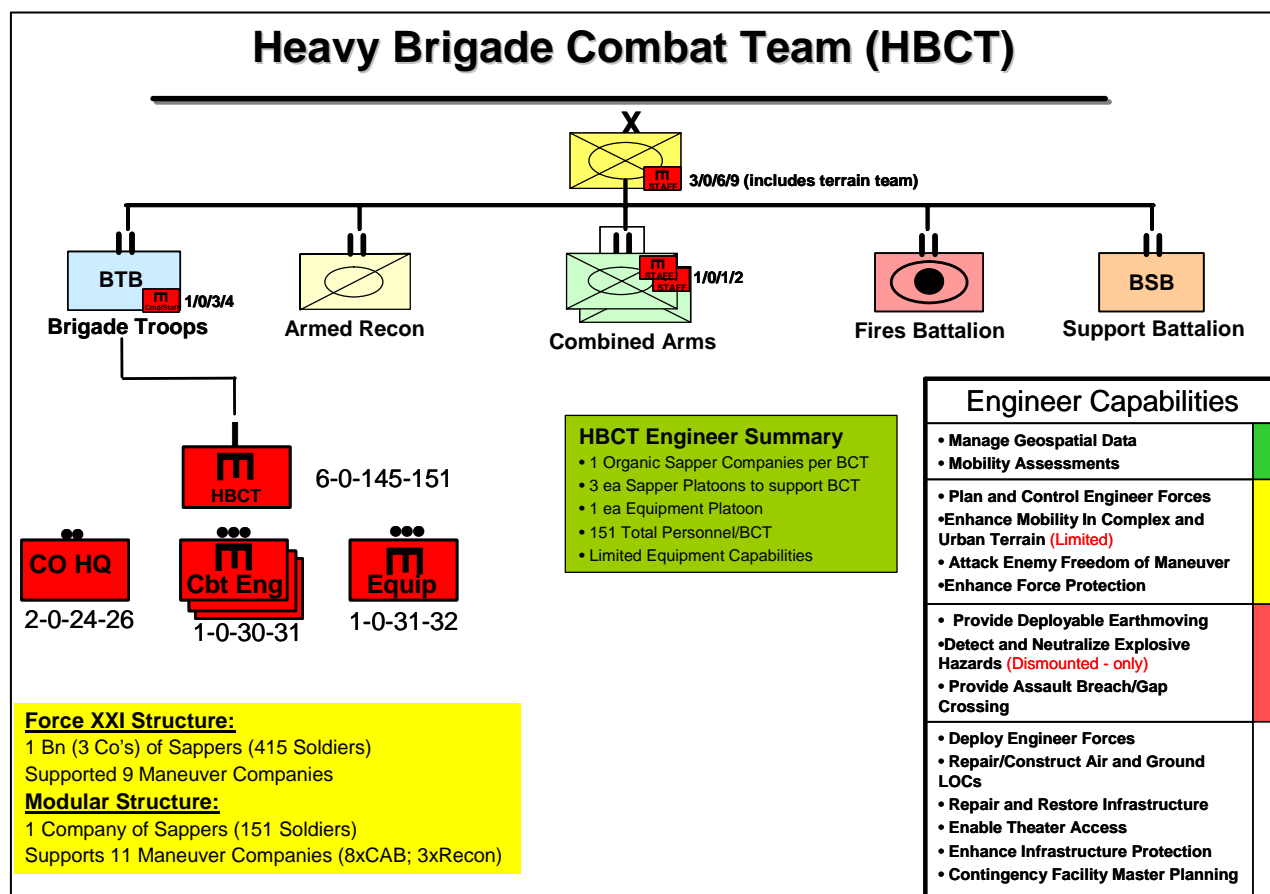 Heavy Brigade Combat Team (HBCT)
X
E
STAFF
3/0/6/9 (includes terrain team)
BTB
E
Cmd/Staff
1/0/3/4
Brigade Troops
Armed Recon
E
STAFF
STAFF
1/0/1/2
Combined Arms
Fires Battalion
BSB
Support Battalion
E
HBCT
6-0-145-151
CO HQ
2-0-24-26
E
Cbt Eng
1-0-30-31
E
Equip
1-0-31-32
HBCT Engineer Summary
• 1 Organic Sapper Companies per BCT
• 3 ea Sapper Platoons to support BCT
• 1 ea Equipment Platoon
• 151 Total Personnel/BCT
• Limited Equipment Capabilities
Engineer Capabilities
• Manage Geospatial Data
• Mobility Assessments
• Plan and Control Engineer Forces
•Enhance Mobility In Complex and
Urban Terrain (Limited)
• Attack Enemy Freedom of Maneuver
•Enhance Force Protection
• Provide Deployable Earthmoving
•Detect and Neutralize Explosive
Hazards (Dismounted - only)
• Provide Assault Breach/Gap
Crossing
• Deploy Engineer Forces
• Repair/Construct Air and Ground
LOCs
• Repair and Restore Infrastructure
• Enable Theater Access
• Enhance Infrastructure Protection
• Contingency Facility Master Planning
Force XXI Structure:
1 Bn (3 Co's) of Sappers (415 Soldiers)
Supported 9 Maneuver Companies
Modular Structure:
1 Company of Sappers (151 Soldiers)
Supports 11 Maneuver Companies (8xCAB; 3xRecon)